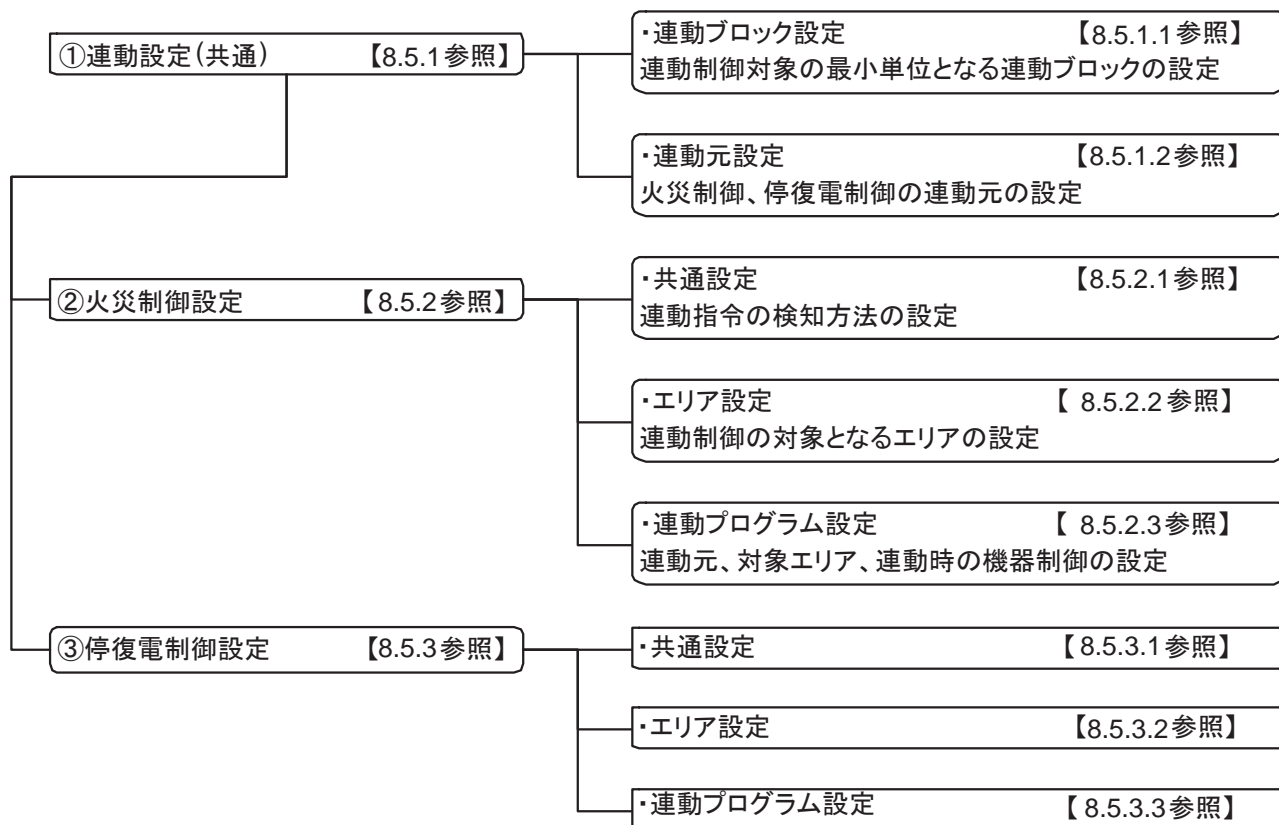 ①連動設定(共通) 【8.5.1参照】
・連動ブロック設定 【8.5.1.1参照】
連動制御対象の最小単位となる連動ブロックの設定
・連動元設定 【8.5.1.2参照】
火災制御、停復電制御の連動元の設定
②火災制御設定 【8.5.2参照】
・共通設定 【8.5.2.1参照】
連動指令の検知方法の設定
・エリア設定 【 8.5.2.2参照】
連動制御の対象となるエリアの設定
・連動プログラム設定 【 8.5.2.3参照】
連動元、対象エリア、連動時の機器制御の設定
③停復電制御設定 【8.5.3参照】
・共通設定 【8.5.3.1参照】
・エリア設定 【8.5.3.2参照】
・連動プログラム設定 【 8.5.3.3参照】